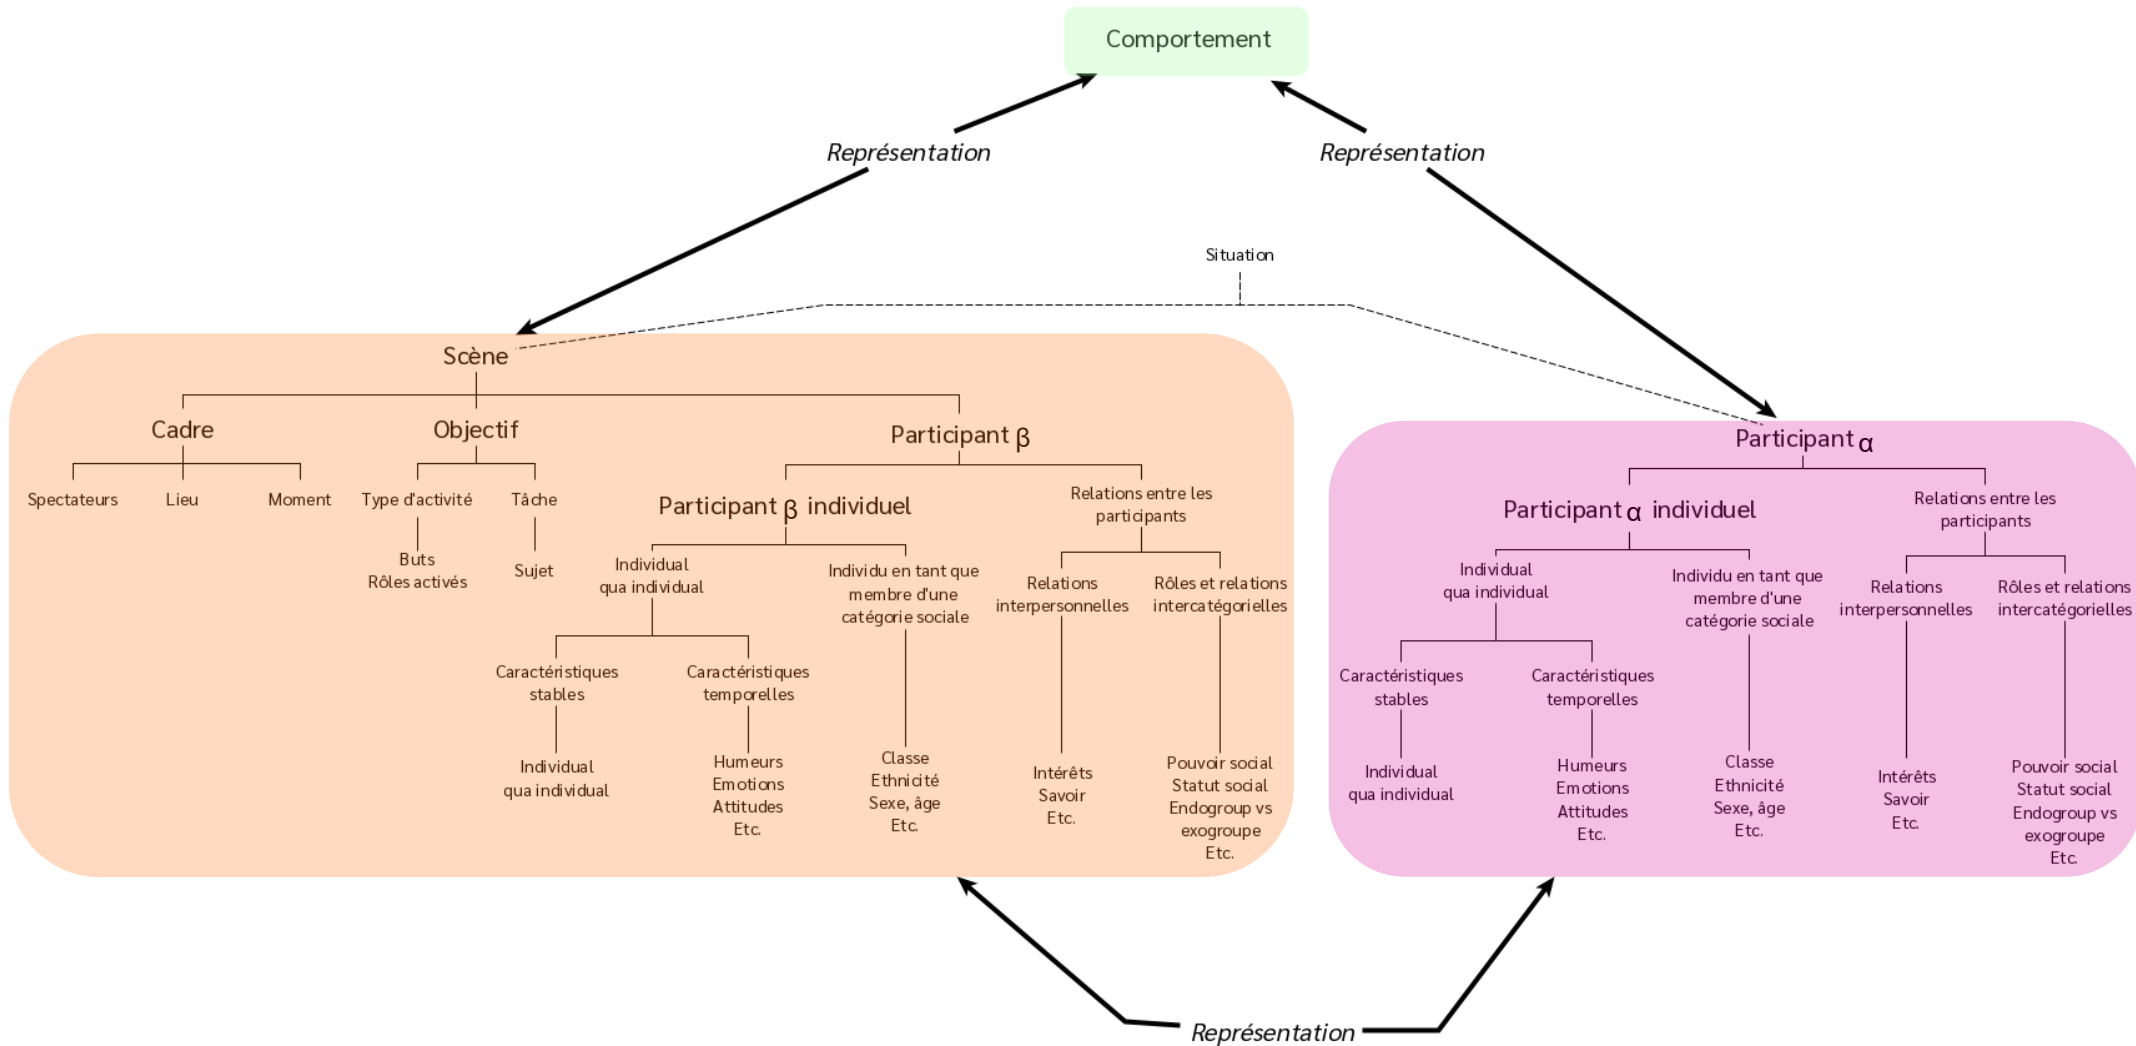 Comportement
Représentation
Représentation
Situation
Scène
Cadre
Objectif
Participant β
Spectateurs
Lieu
Moment
Type d'activité
Tâche
Buts
Rôles activés
Sujet
Participant β individuel
Relations entre les
participants
Individual
qua individual
Individu en tant que
membre d'une
catégorie sociale
Relations
interpersonnelles
Rôles et relations
intercatégorielles
Caractéristiques
stables
Caractéristiques
temporelles
Individual
qua individual
Humeurs
Emotions
Attitudes
Etc.
Classe
Ethnicité
Sexe, âge
Etc.
Intérêts
Savoir
Etc.
Pouvoir social
Statut social
Endogroup vs
exogroupe
Etc.
Participant α
Participant α individuel
Relations entre les
participants
Individual
qua individual
Individu en tant que
membre d'une
catégorie sociale
Relations
interpersonnelles
Rôles et relations
intercatégorielles
Caractéristiques
stables
Caractéristiques
temporelles
Individual
qua individual
Humeurs
Emotions
Attitudes
Etc.
Classe
Ethnicité
Sexe, âge
Etc.
Intérêts
Savoir
Etc.
Pouvoir social
Statut social
Endogroup vs
exogroupe
Etc.
Représentation